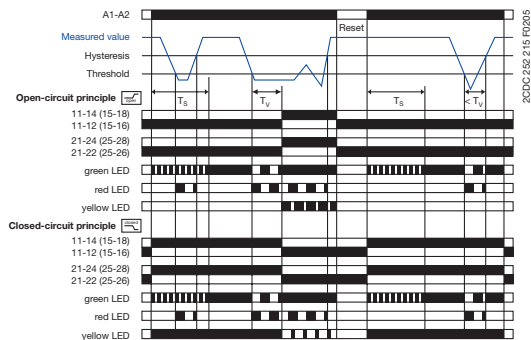 A1-A2
Reset
Measured value
Hysteresis
Threshold
Open-circuit principle open
TS TV TS < TV
11-14 (15-18)
11-12 (15-16)
21-24 (25-28)
21-22 (25-26)
green LED
red LED
yellow LED
Closed-circuit principle closed
11-14 (15-18)
11-12 (15-16)
21-24 (25-28)
21-22 (25-26)
green LED
red LED
yellow LED
2CDC 252 215 F0205